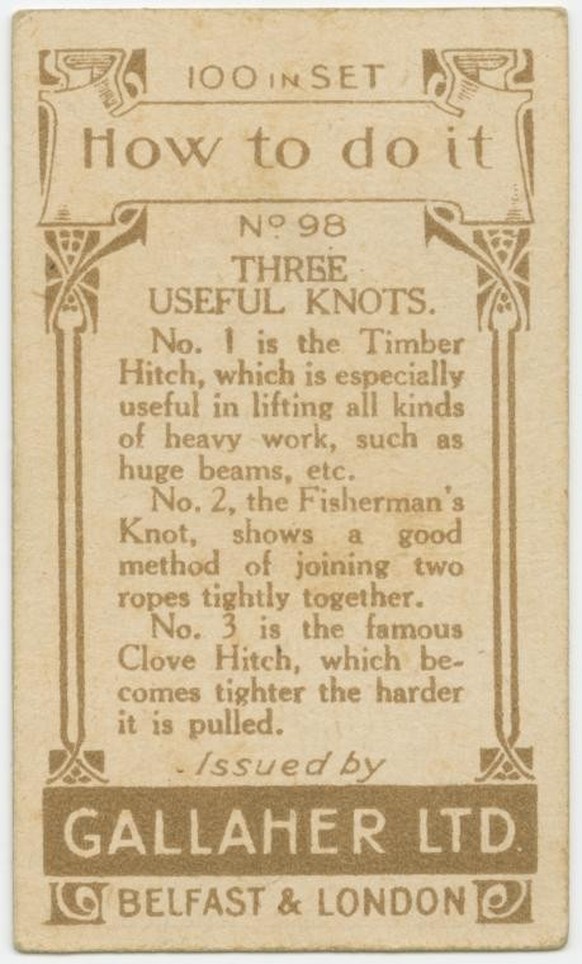 100 IN SET
How to do it
Nº 98
THREE
USEFUL KNOTS.
No. 1 is the Timber
Hitch, which is especially
useful in lifting all kinds
of heavy work, such as
huge beams, etc.
No. 2, the Fisherman's
Knot, shows a good
method of joining two
ropes tightly together.
No. 3 is the famous
Clove Hitch, which be-
comes tighter the harder
it is pulled.
Issued by
GALLAHER LTD.
BELFAST & LONDON